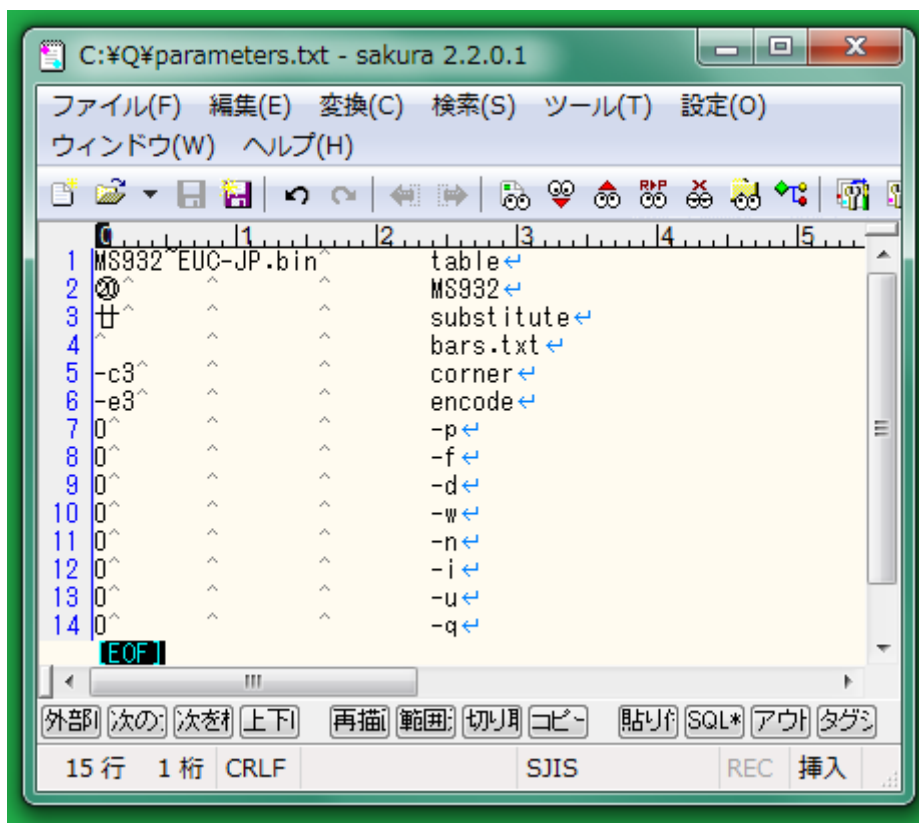 C:¥Q¥parameters.txt - sakura 2.2.0.1
ファイル(F) 編集(E) 変換(C) 検索(S) ツール(T) 設定(O)
ウィンドウ(W) ヘルプ(H)
0 1 2 3 4 5
1 MS932~EUC-JP.bin^ table↵
2 ⑳^ ^ ^ MS932↵
3 廿^ ^ ^ substitute↵
4 ^ ^ ^ bars.txt↵
5 -c3^ ^ ^ corner↵
6 -e3^ ^ ^ encode↵
7 0^ ^ ^ -p↵
8 0^ ^ ^ -f↵
9 0^ ^ ^ -d↵
10 0^ ^ ^ -w↵
11 0^ ^ ^ -n↵
12 0^ ^ ^ -i↵
13 0^ ^ ^ -u↵
14 0^ ^ ^ -q↵
[EOF]
外部 次の 次を 上下 再描 範囲 切り コピー 貼り付 SQL* アウト タグジ
15 行 1 桁 CRLF SJIS REC 挿入